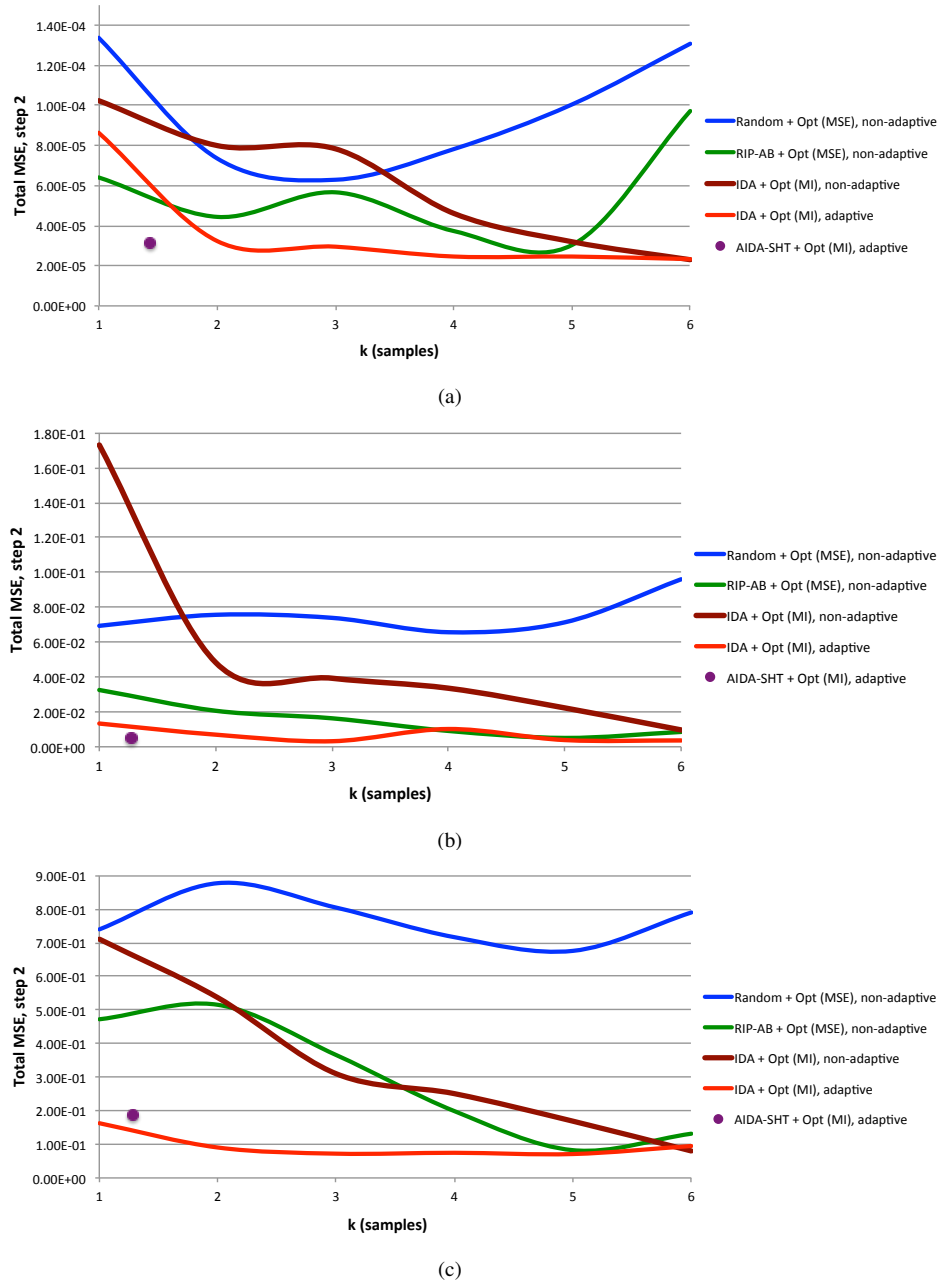 1.40E-04
1.20E-04
1.00E-04
8.00E-05
6.00E-05
4.00E-05
2.00E-05
0.00E+00
Total MSE, step 2
1 2 3 4 5 6
k (samples)
Random + Opt (MSE), non-adaptive
RIP-AB + Opt (MSE), non-adaptive
IDA + Opt (MI), non-adaptive
IDA + Opt (MI), adaptive
AIDA-SHT + Opt (MI), adaptive
(a)
1.80E-01
1.60E-01
1.40E-01
1.20E-01
1.00E-01
8.00E-02
6.00E-02
4.00E-02
2.00E-02
0.00E+00
Total MSE, step 2
1 2 3 4 5 6
k (samples)
Random + Opt (MSE), non-adaptive
RIP-AB + Opt (MSE), non-adaptive
IDA + Opt (MI), non-adaptive
IDA + Opt (MI), adaptive
AIDA-SHT + Opt (MI), adaptive
(b)
9.00E-01
8.00E-01
7.00E-01
6.00E-01
5.00E-01
4.00E-01
3.00E-01
2.00E-01
1.00E-01
0.00E+00
Total MSE, step 2
1 2 3 4 5 6
k (samples)
Random + Opt (MSE), non-adaptive
RIP-AB + Opt (MSE), non-adaptive
IDA + Opt (MI), non-adaptive
IDA + Opt (MI), adaptive
AIDA-SHT + Opt (MI), adaptive
(c)